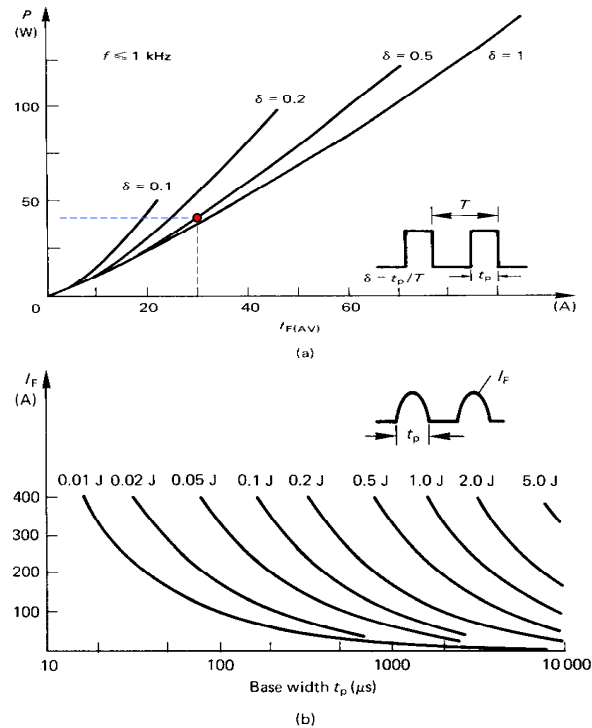 P
(W)
f ≤ 1 kHz
δ = 0.5
δ = 1
δ = 0.2
100
δ = 0.1
50
T
δ – tp/T
tp
0
20
40
60
(A)
IF(AV)
(a)
IF
(A)
IF
tp
0.01 J 0.02 J 0.05 J 0.1 J 0.2 J 0.5 J 1.0 J 2.0 J 5.0 J
400
300
200
100
10 100 1000 10 000
Base width tp (μs)
(b)